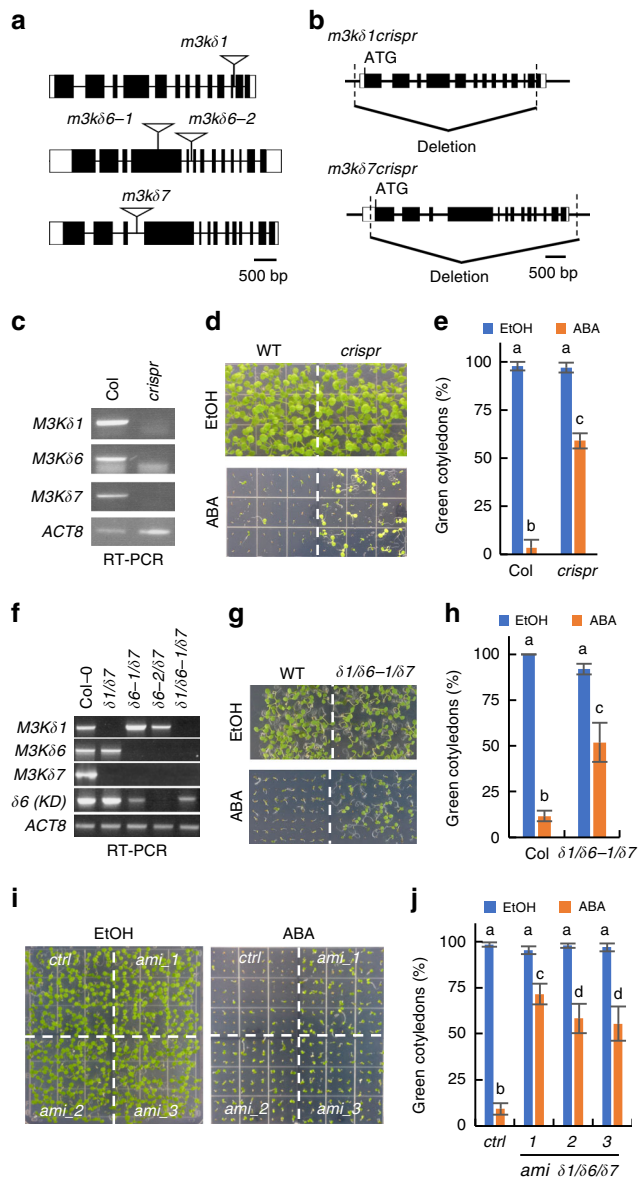 a
m3kδ1
m3kδ6–1
m3kδ6–2
m3kδ7
500 bp
b
m3kδ1crispr
ATG
Deletion
m3kδ7crispr
ATG
Deletion
500 bp
c
Col
crispr
M3Kδ1
M3Kδ6
M3Kδ7
ACT8
RT-PCR
d
WT
crispr
EtOH
ABA
e
EtOH
ABA
Green cotyledons (%)
100
75
50
25
0
a
b
a
c
Col
crispr
f
Col–0
δ1/δ7
δ6–1/δ7
δ6–2/δ7
δ1/δ6–1/δ7
M3Kδ1
M3Kδ6
M3Kδ7
δ6 (KD)
ACT8
RT-PCR
g
WT
δ1/δ6–1/δ7
EtOH
ABA
h
EtOH
ABA
Green cotyledons (%)
100
75
50
25
0
a
b
a
c
Col
δ1/δ6–1/δ7
i
EtOH
ABA
ctrl
ami_1
ami_2
ami_3
ctrl
ami_1
ami_2
ami_3
j
EtOH
ABA
Green cotyledons (%)
100
75
50
25
0
a
b
a
c
a
d
a
d
ctrl
1
2
3
ami δ1/δ6/δ7